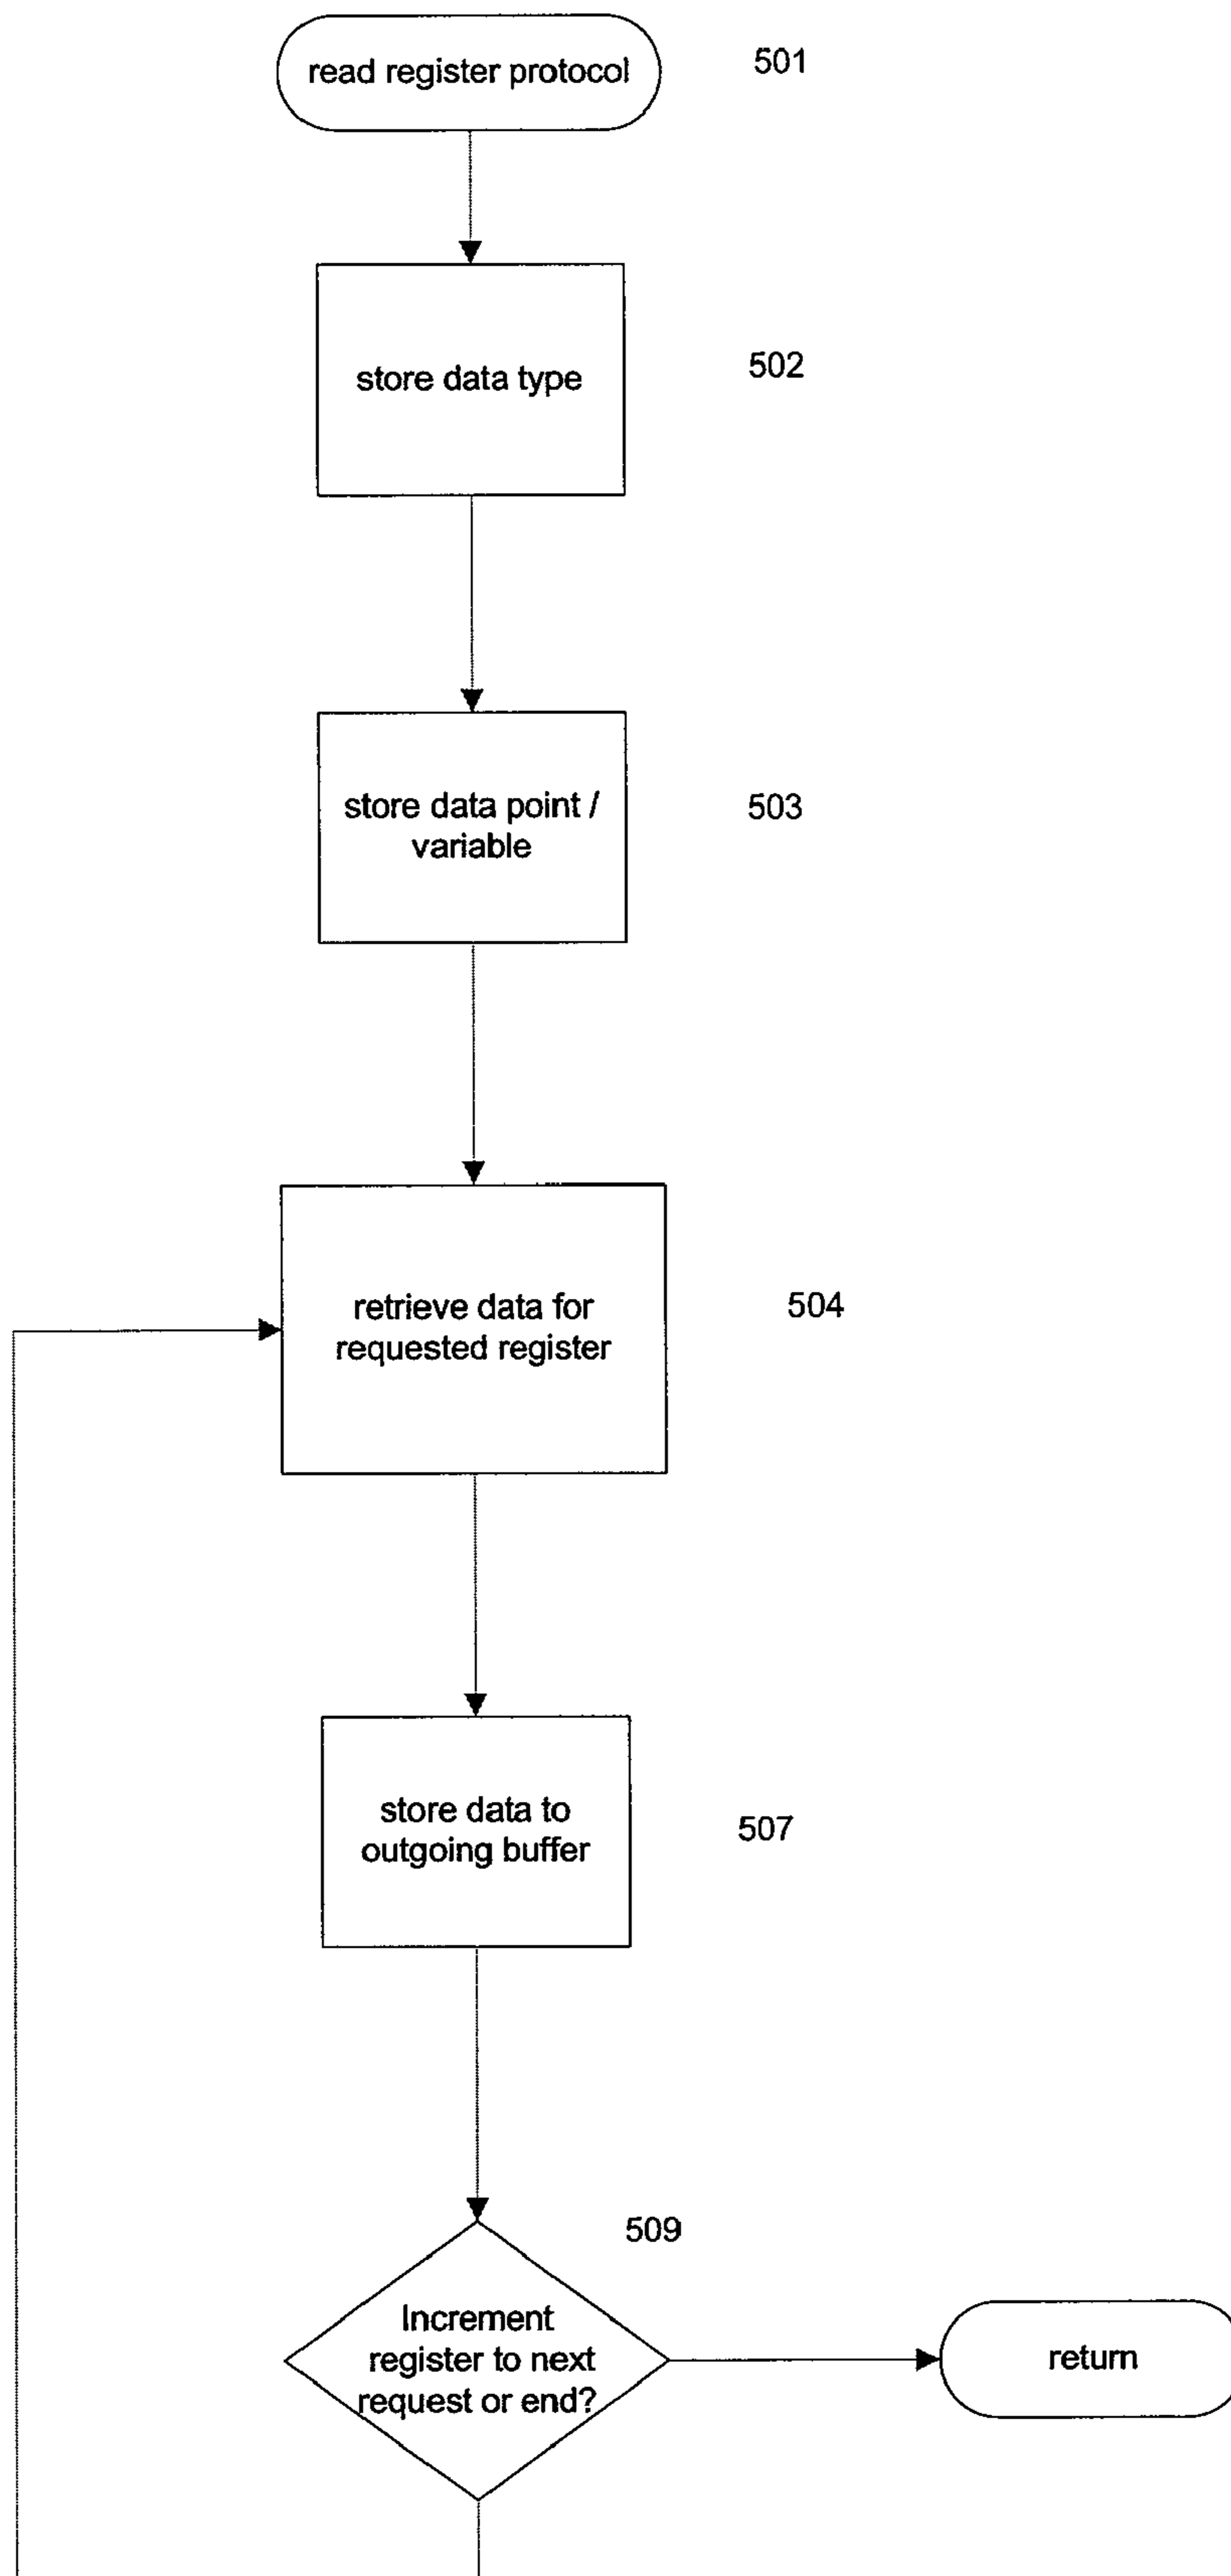 read register protocol
501
store data type
502
store data point /
variable
503
retrieve data for
requested register
504
store data to
outgoing buffer
507
509
Increment
register to next
request or end?
return